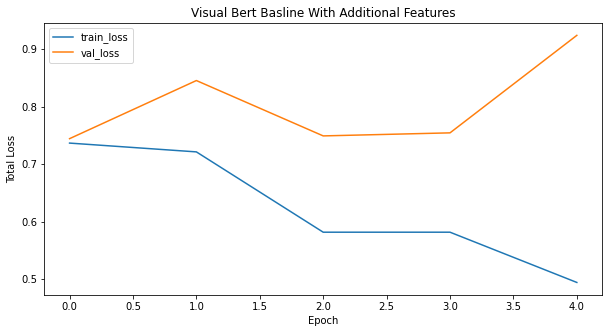 Visual Bert Basline With Additional Features
train_loss
val_loss
Total Loss
0.9
0.8
0.7
0.6
0.5
0.0 0.5 1.0 1.5 2.0 2.5 3.0 3.5 4.0
Epoch